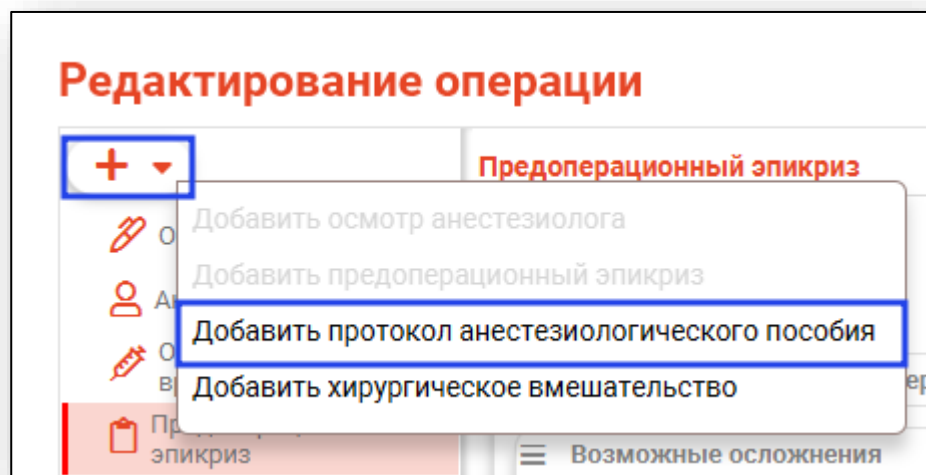 Редактирование операции
Предоперационный эпикриз
Добавить осмотр анестезиолога
Добавить предоперационный эпикриз
Добавить протокол анестезиологического пособия
Добавить хирургическое вмешательство
эпикриз
Возможные осложнения